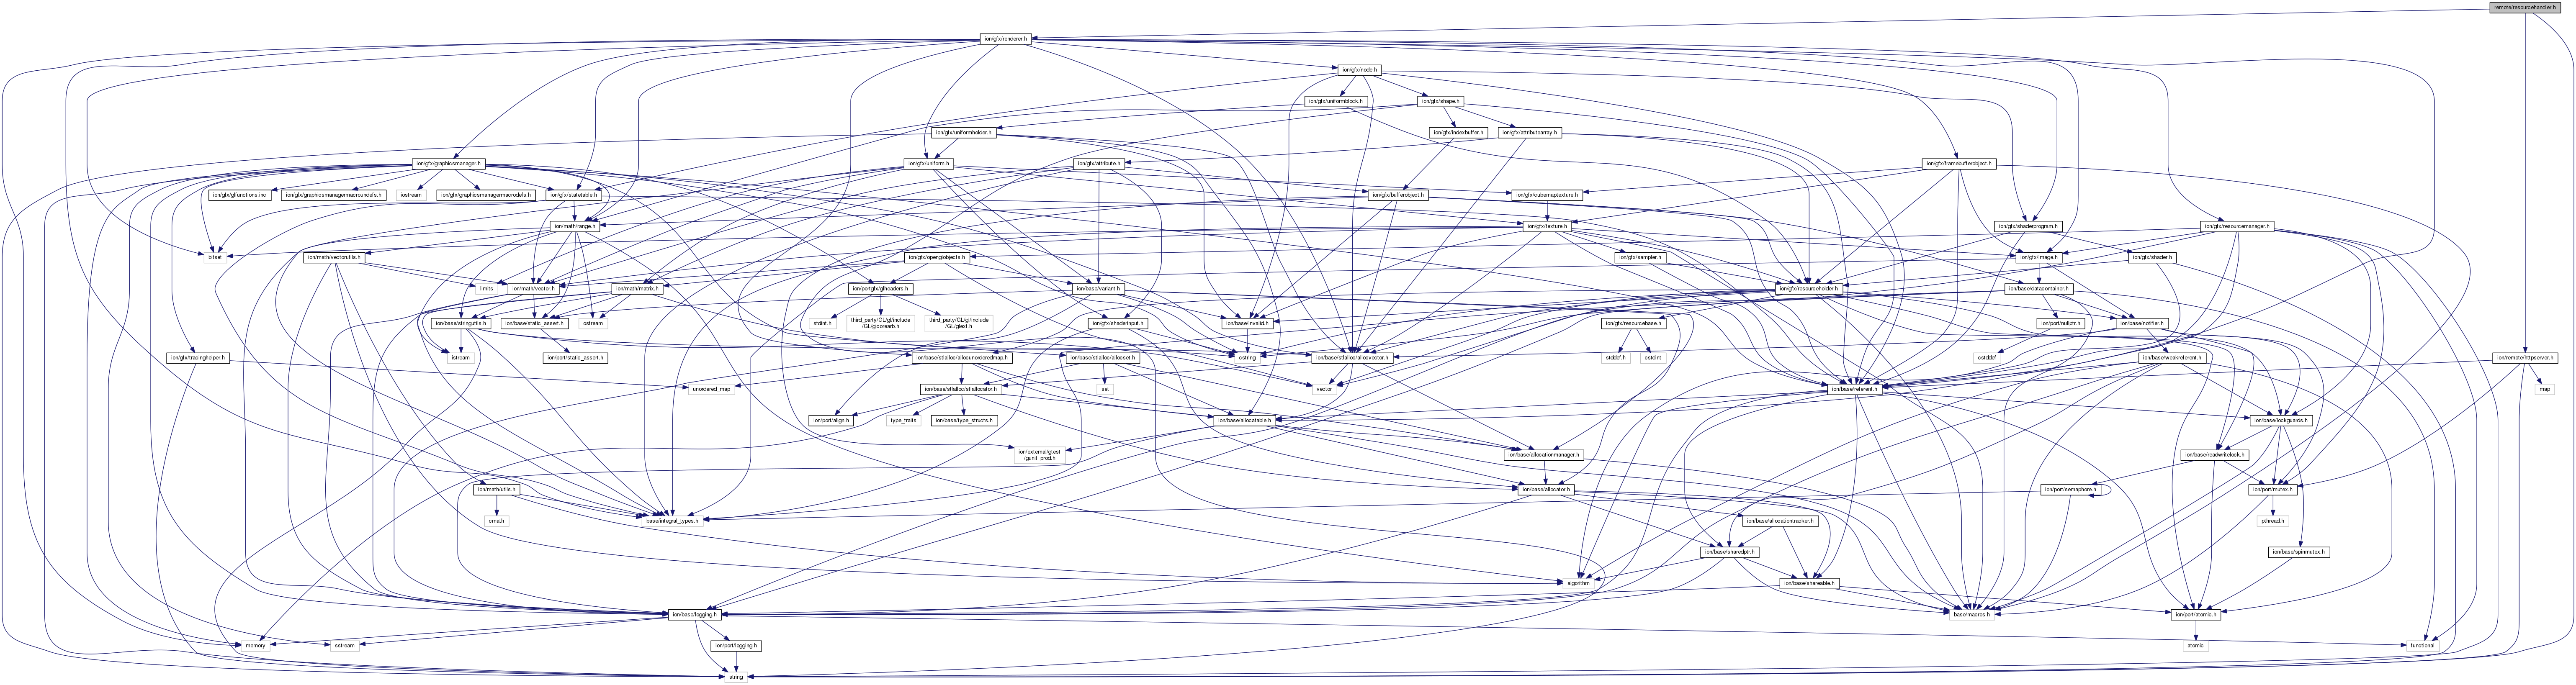 remote/resourcehandler.h
ion/gfx/renderer.h
ion/gfx/node.h
ion/gfx/uniformblock.h
ion/gfx/shape.h
ion/gfx/uniformholder.h
ion/gfx/indexbuffer.h
ion/gfx/attributearray.h
ion/gfx/graphicsmanager.h
ion/gfx/uniform.h
ion/gfx/attribute.h
ion/gfx/framebufferobject.h
ion/gfx/glfunctions.inc
ion/gfx/graphicsmanagermacroundefs.h
iostream
ion/gfx/graphicsmanagermacrodefs.h
ion/gfx/statetable.h
ion/gfx/cubemaptexture.h
ion/gfx/bufferobject.h
ion/math/range.h
ion/gfx/texture.h
ion/gfx/shaderprogram.h
ion/gfx/resourcemanager.h
bitset
ion/math/vectorutils.h
ion/gfx/openglobjects.h
ion/gfx/sampler.h
ion/gfx/image.h
ion/gfx/shader.h
limits
ion/math/vector.h
ion/math/matrix.h
ion/portgfx/glheaders.h
ion/base/variant.h
ion/gfx/resourceholder.h
ion/base/datacontainer.h
ion/base/stringutils.h
ion/base/static_assert.h
ostream
stdint.h
third_party/GL/gl/include
/GL/glcorearb.h
third_party/GL/gl/include
/GL/glext.h
ion/gfx/shaderinput.h
ion/base/invalid.h
ion/gfx/resourcebase.h
ion/port/nullptr.h
ion/base/notifier.h
ion/gfx/tracinghelper.h
istream
ion/port/static_assert.h
ion/base/stlalloc/allocunorderedmap.h
ion/base/stlalloc/allocset.h
cstring
ion/base/stlalloc/allocvector.h
stddef.h
cstdint
cstddef
ion/base/weakreferent.h
ion/remote/httpserver.h
unordered_map
ion/base/stlalloc/stlallocator.h
set
vector
ion/base/referent.h
map
ion/port/align.h
type_traits
ion/base/type_structs.h
ion/base/allocatable.h
ion/base/lockguards.h
ion/external/gtest
/gunit_prod.h
ion/base/allocationmanager.h
ion/base/readwritelock.h
ion/math/utils.h
ion/base/allocator.h
ion/port/semaphore.h
ion/port/mutex.h
cmath
base/integral_types.h
ion/base/allocationtracker.h
pthread.h
ion/base/sharedptr.h
ion/base/spinmutex.h
algorithm
ion/base/shareable.h
ion/base/logging.h
base/macros.h
ion/port/atomic.h
memory
sstream
ion/port/logging.h
atomic
functional
string